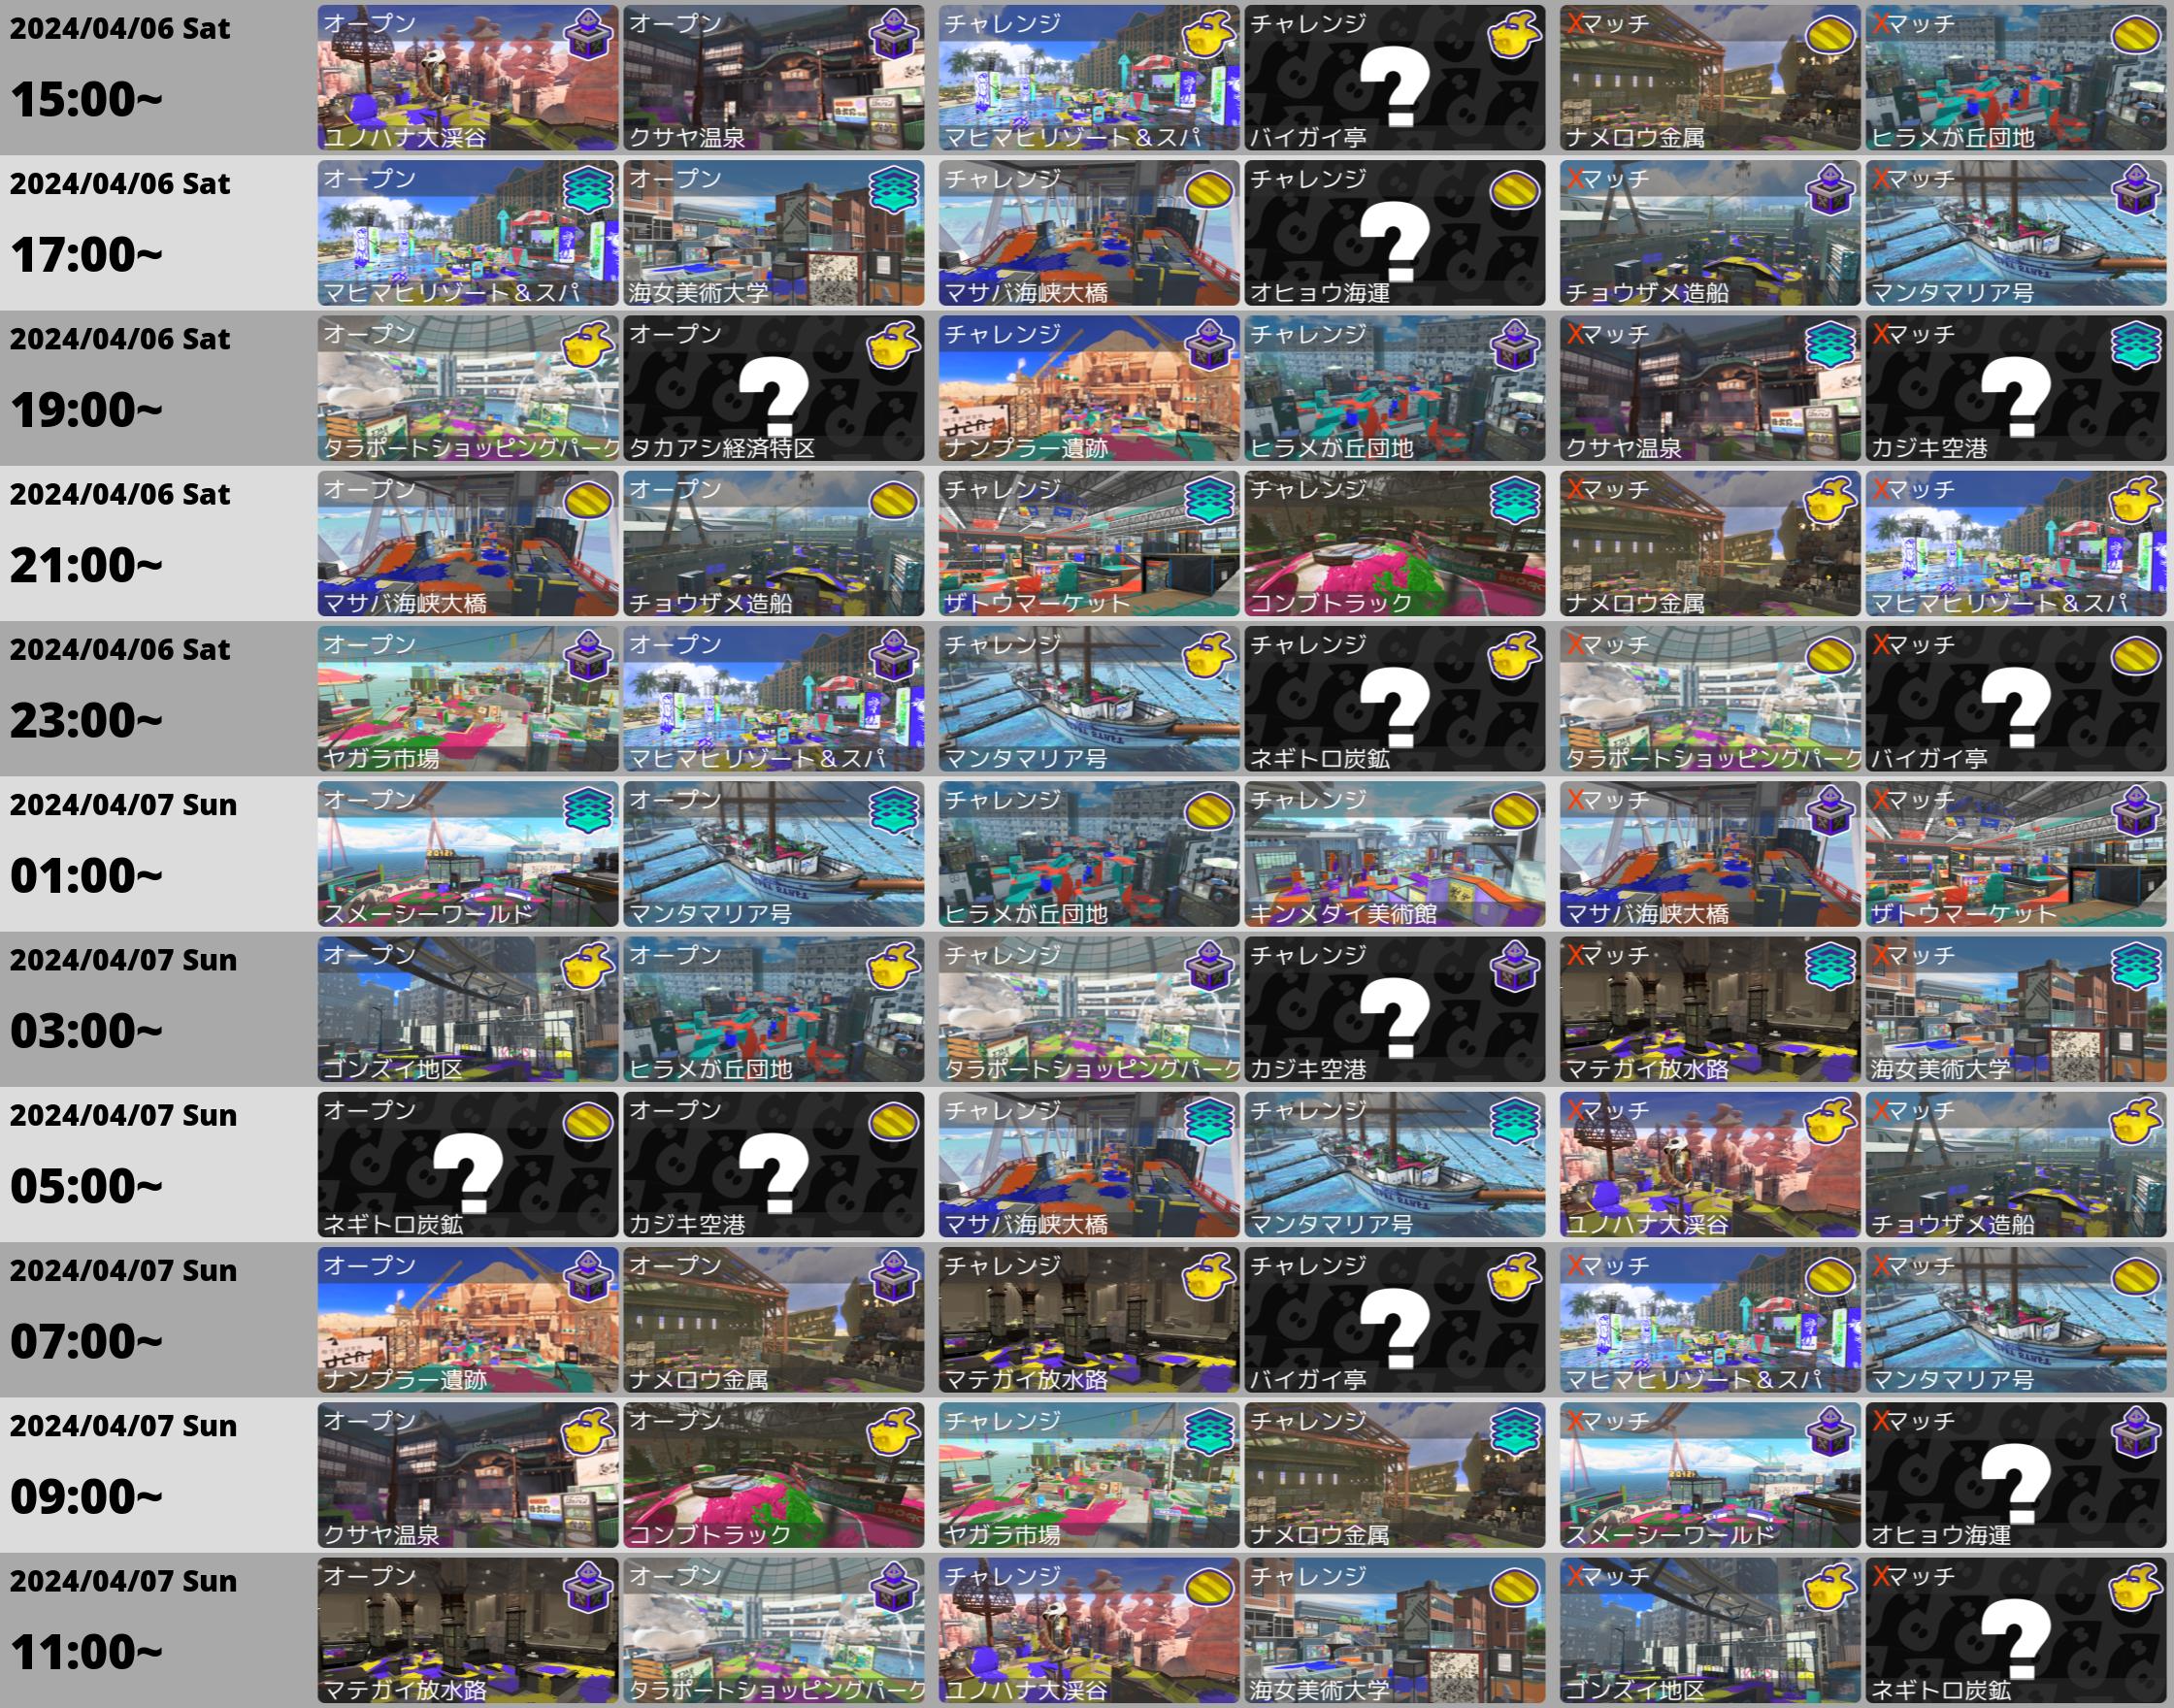 2024/04/06 Sat
15:00~
オープン
ユノハナ大渓谷
オープン
クサヤ温泉
チャレンジ
マヒマヒリゾート＆スパ
チャレンジ
バイガイ亭
Xマッチ
ナメロウ金属
Xマッチ
ヒラメが丘団地
2024/04/06 Sat
17:00~
オープン
マヒマヒリゾート＆スパ
オープン
海女美術大学
チャレンジ
マサバ海峡大橋
チャレンジ
オヒョウ海運
Xマッチ
チョウザメ造船
Xマッチ
マンタマリア号
2024/04/06 Sat
19:00~
オープン
タラポートショッピングパーク
オープン
タカアシ経済特区
チャレンジ
ナンプラー遺跡
チャレンジ
ヒラメが丘団地
Xマッチ
クサヤ温泉
Xマッチ
カジキ空港
2024/04/06 Sat
21:00~
オープン
マサバ海峡大橋
オープン
チョウザメ造船
チャレンジ
ザトウマーケット
チャレンジ
コンブトラック
Xマッチ
ナメロウ金属
Xマッチ
マヒマヒリゾート＆スパ
2024/04/06 Sat
23:00~
オープン
ヤガラ市場
オープン
マヒマヒリゾート＆スパ
チャレンジ
マンタマリア号
チャレンジ
ネギトロ炭鉱
Xマッチ
タラポートショッピングパーク
Xマッチ
バイガイ亭
2024/04/07 Sun
01:00~
オープン
スメーシーワールド
オープン
マンタマリア号
チャレンジ
ヒラメが丘団地
チャレンジ
キンメダイ美術館
Xマッチ
マサバ海峡大橋
Xマッチ
ザトウマーケット
2024/04/07 Sun
03:00~
オープン
ゴンズイ地区
オープン
ヒラメが丘団地
チャレンジ
タラポートショッピングパーク
チャレンジ
カジキ空港
Xマッチ
マテガイ放水路
Xマッチ
海女美術大学
2024/04/07 Sun
05:00~
オープン
ネギトロ炭鉱
オープン
カジキ空港
チャレンジ
マサバ海峡大橋
チャレンジ
マンタマリア号
Xマッチ
ユノハナ大渓谷
Xマッチ
チョウザメ造船
2024/04/07 Sun
07:00~
オープン
ナンプラー遺跡
オープン
ナメロウ金属
チャレンジ
マテガイ放水路
チャレンジ
バイガイ亭
Xマッチ
マヒマヒリゾート＆スパ
Xマッチ
マンタマリア号
2024/04/07 Sun
09:00~
オープン
クサヤ温泉
オープン
コンブトラック
チャレンジ
ヤガラ市場
チャレンジ
ナメロウ金属
Xマッチ
スメーシーワールド
Xマッチ
オヒョウ海運
2024/04/07 Sun
11:00~
オープン
マテガイ放水路
オープン
タラポートショッピングパーク
チャレンジ
ユノハナ大渓谷
チャレンジ
海女美術大学
Xマッチ
ゴンズイ地区
Xマッチ
ネギトロ炭鉱